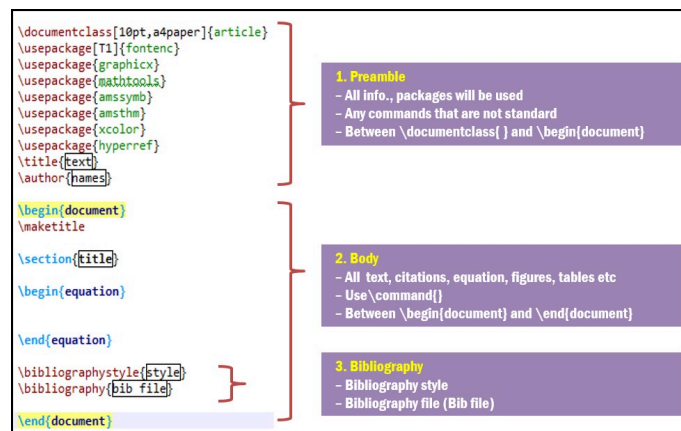 \documentclass[10pt,a4paper]{article}
\usepackage[T1]{fontenc}
\usepackage{graphicx}
\usepackage{mathtools}
\usepackage{amssymb}
\usepackage{amsthm}
\usepackage{xcolor}
\usepackage{hyperref}
\title{text}
\author{names}
\begin{document}
\maketitle
\section{title}
\begin{equation}
\end{equation}
\bibliographystyle{style}
\bibliography{bib file}
\end{document}
1. Preamble
– All info., packages will be used
– Any commands that are not standard
– Between \documentclass{ } and \begin{document}
2. Body
– All text, citations, equation, figures, tables etc
– Use\command{}
– Between \begin{document} and \end{document}
3. Bibliography
– Bibliography style
– Bibliography file (Bib file)